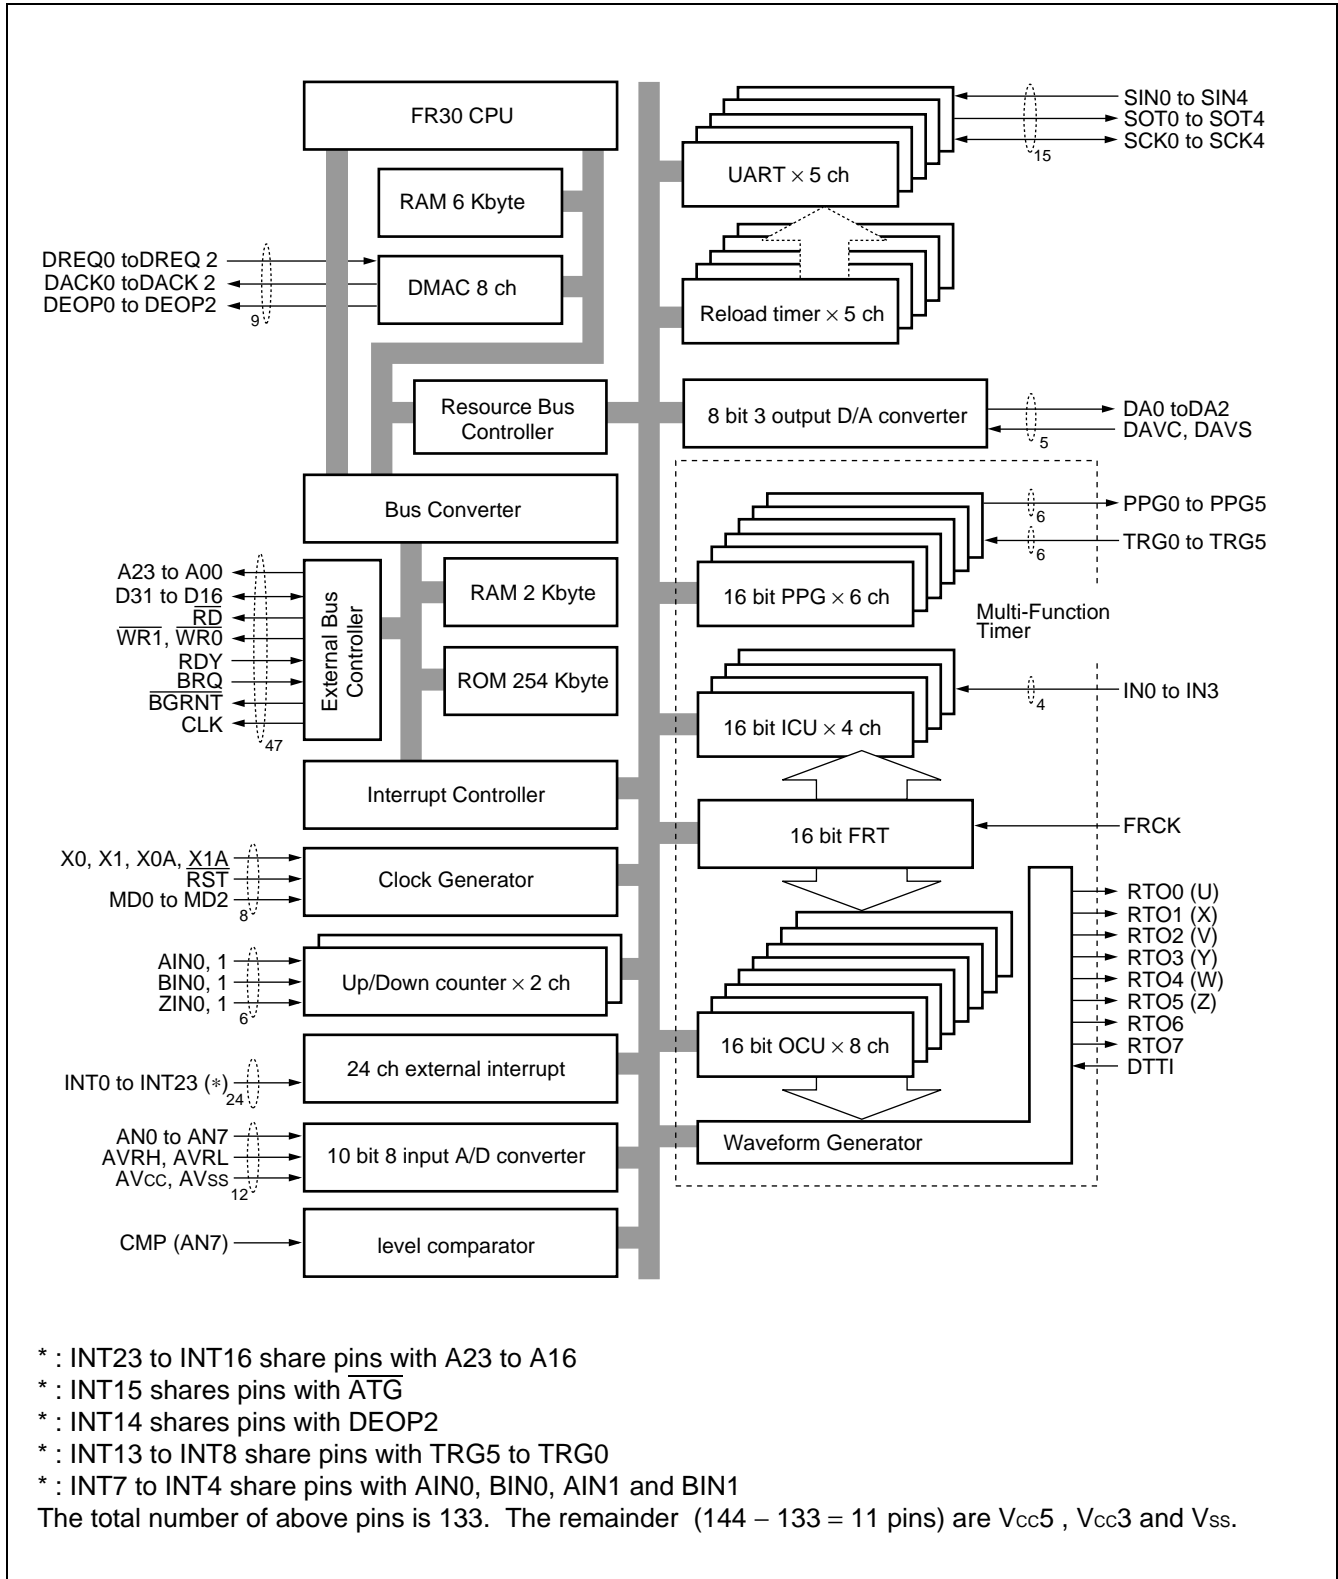 FR30 CPU
RAM 6 Kbyte
DREQ0 toDREQ 2
DACK0 toDACK 2
DEOP0 to DEOP2
9
DMAC 8 ch
Resource Bus
Controller
Bus Converter
A23 to A00
D31 to D16
RD
WR1, WR0
RDY
BRQ
BGRNT
CLK
47
External Bus
Controller
RAM 2 Kbyte
ROM 254 Kbyte
Interrupt Controller
X0, X1, X0A, X1A
RST
MD0 to MD2
8
Clock Generator
AIN0, 1
BIN0, 1
ZIN0, 1
6
Up/Down counter × 2 ch
INT0 to INT23 (*)
24
24 ch external interrupt
AN0 to AN7
AVRH, AVRL
AVCC, AVSS
12
10 bit 8 input A/D converter
CMP (AN7)
level comparator
SIN0 to SIN4
SOT0 to SOT4
SCK0 to SCK4
15
UART × 5 ch
Reload timer × 5 ch
8 bit 3 output D/A converter
DA0 toDA2
DAVC, DAVS
5
PPG0 to PPG5
6
TRG0 to TRG5
6
16 bit PPG × 6 ch
Multi-Function
Timer
IN0 to IN3
4
16 bit ICU × 4 ch
16 bit FRT
FRCK
RTO0 (U)
RTO1 (X)
RTO2 (V)
RTO3 (Y)
RTO4 (W)
RTO5 (Z)
RTO6
RTO7
DTTI
16 bit OCU × 8 ch
Waveform Generator
* : INT23 to INT16 share pins with A23 to A16
* : INT15 shares pins with ATG
* : INT14 shares pins with DEOP2
* : INT13 to INT8 share pins with TRG5 to TRG0
* : INT7 to INT4 share pins with AIN0, BIN0, AIN1 and BIN1
The total number of above pins is 133.  The remainder  (144 − 133 = 11 pins) are VCC5 , VCC3 and VSS.